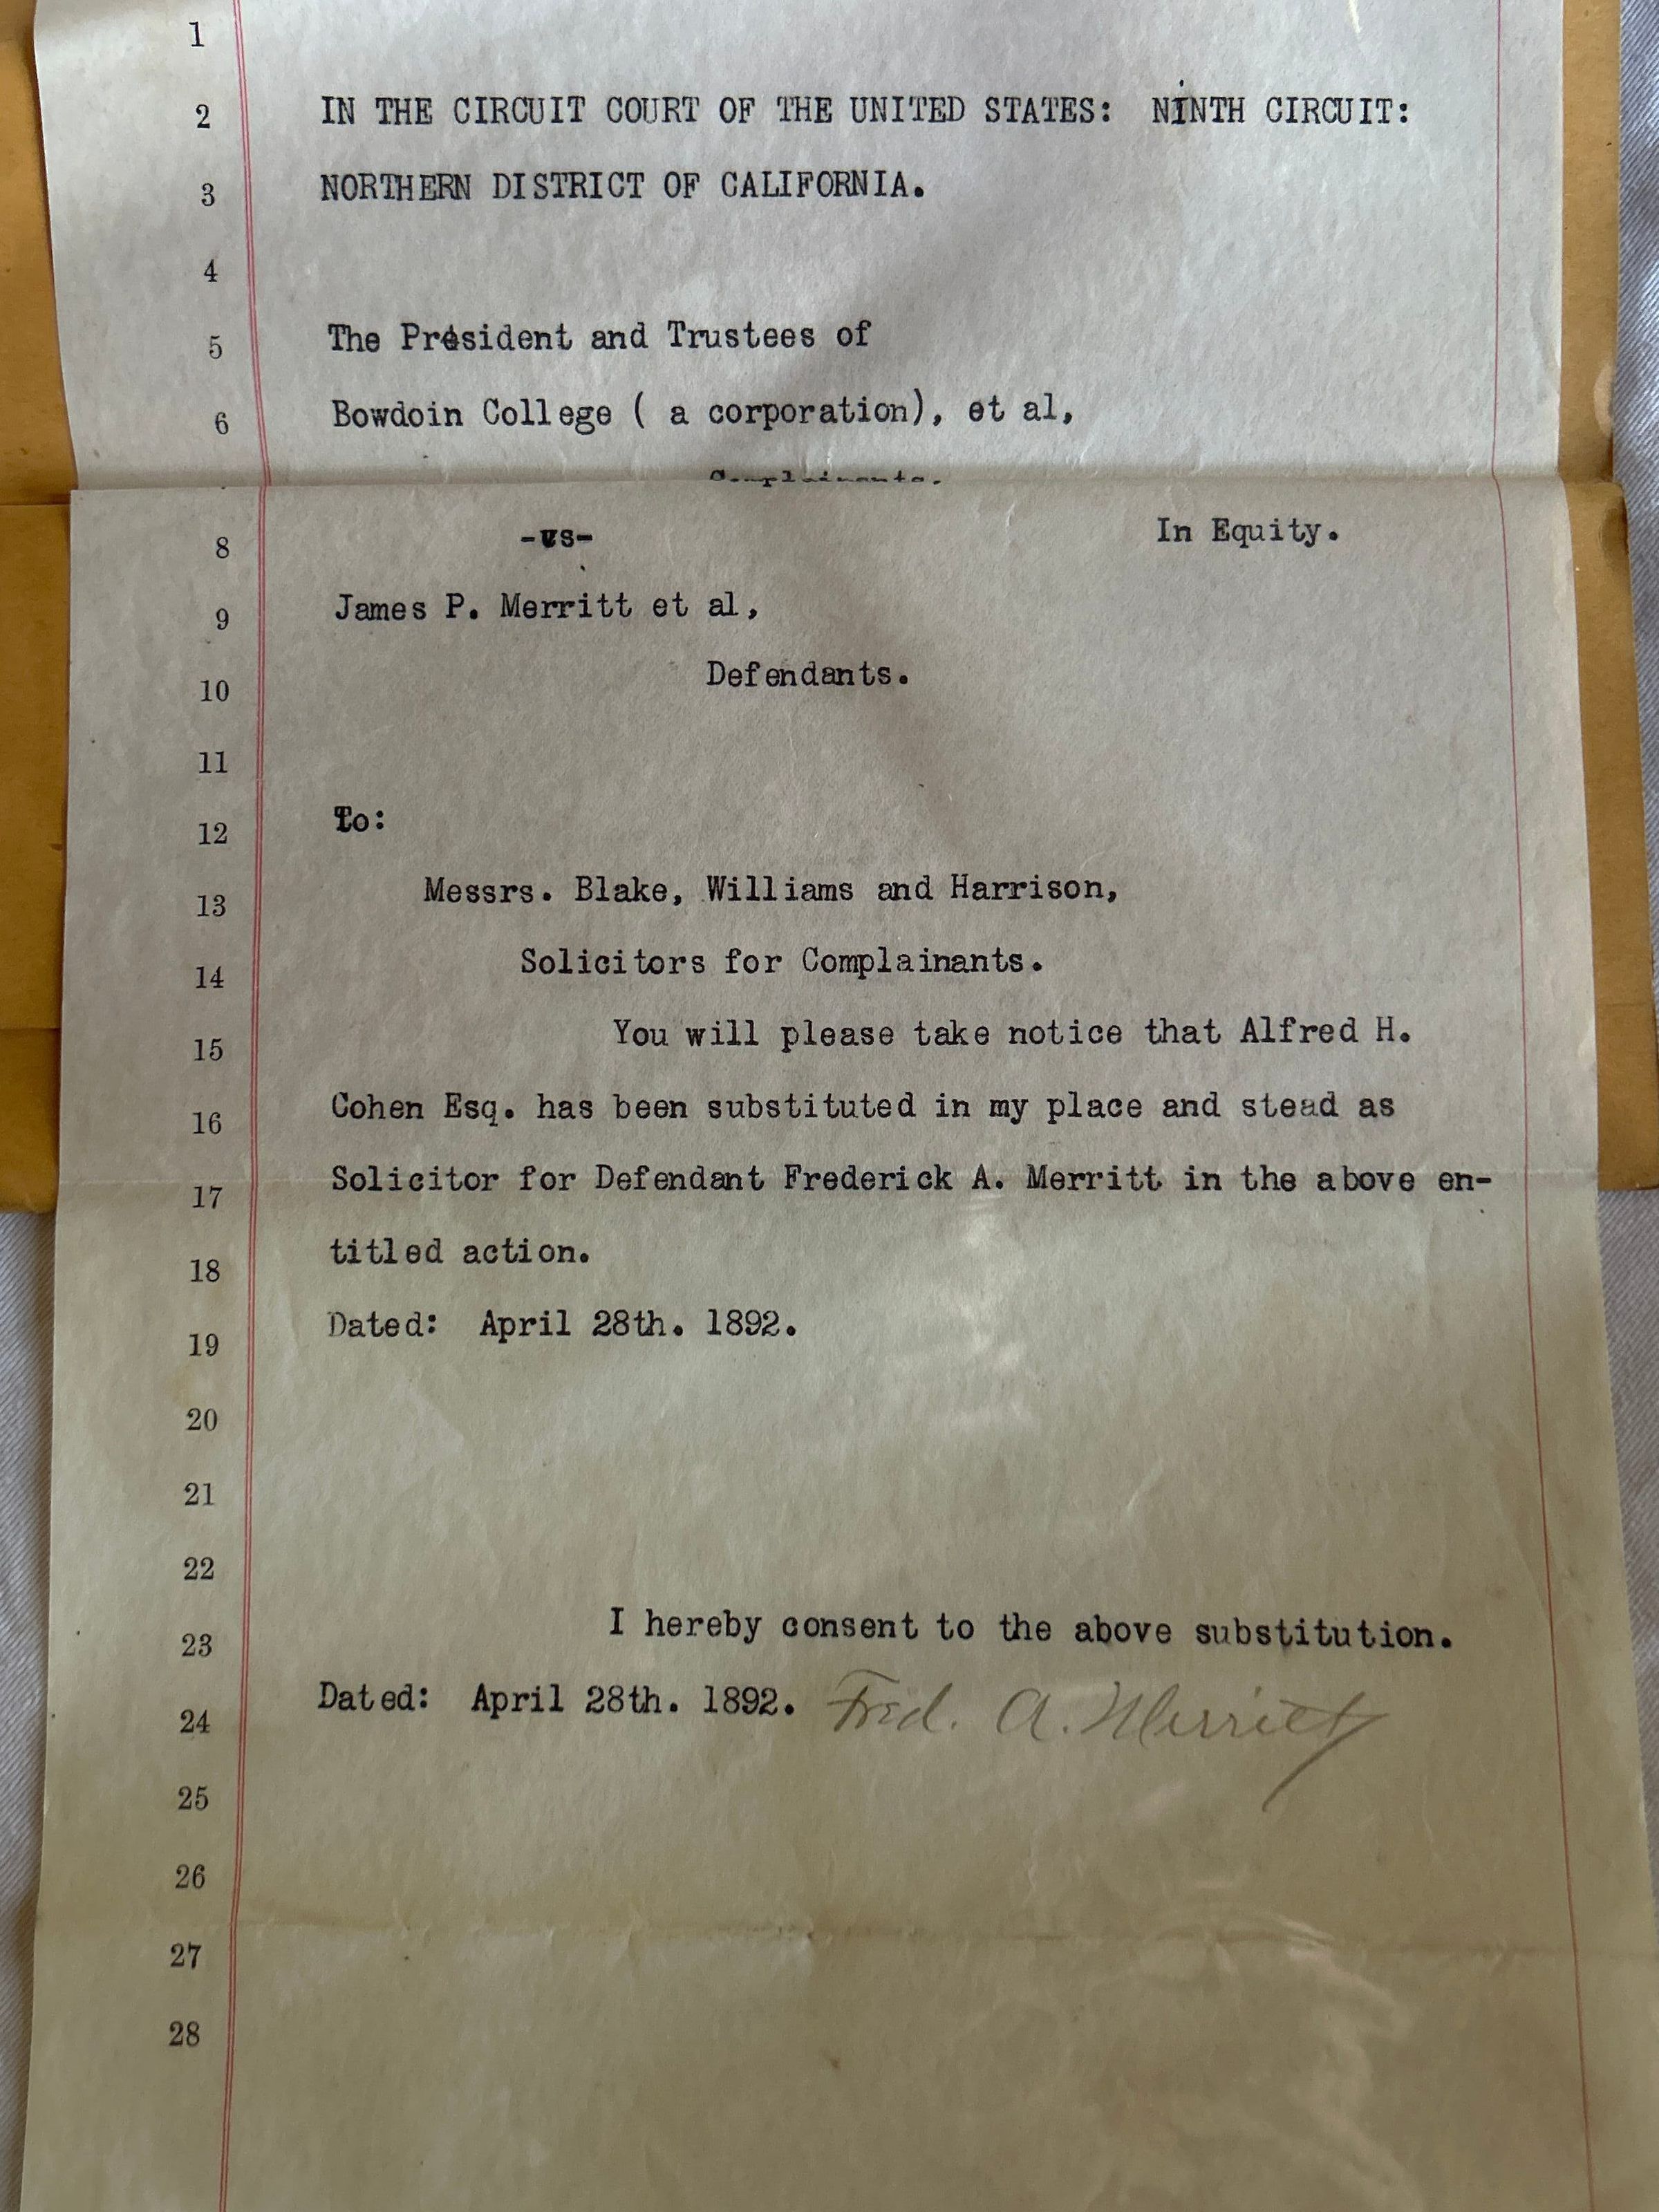 1
2 IN THE CIRCUIT COURT OF THE UNITED STATES: NINTH CIRCUIT:
3 NORTHERN DISTRICT OF CALIFORNIA.
4
5 The President and Trustees of
6 Bowdoin College ( a corporation), et al,
Complainants.
8 -vs- In Equity.
9 James P. Merritt et al,
10 Defendants.
11
12 To:
13 Messrs. Blake, Williams and Harrison,
14 Solicitors for Complainants.
15 You will please take notice that Alfred H.
16 Cohen Esq. has been substituted in my place and stead as
17 Solicitor for Defendant Frederick A. Merritt in the above en-
18 titled action.
19 Dated: April 28th. 1892.
20
21
22
23 I hereby consent to the above substitution.
24 Dated: April 28th. 1892. Fred. A. Merritt
25
26
27
28